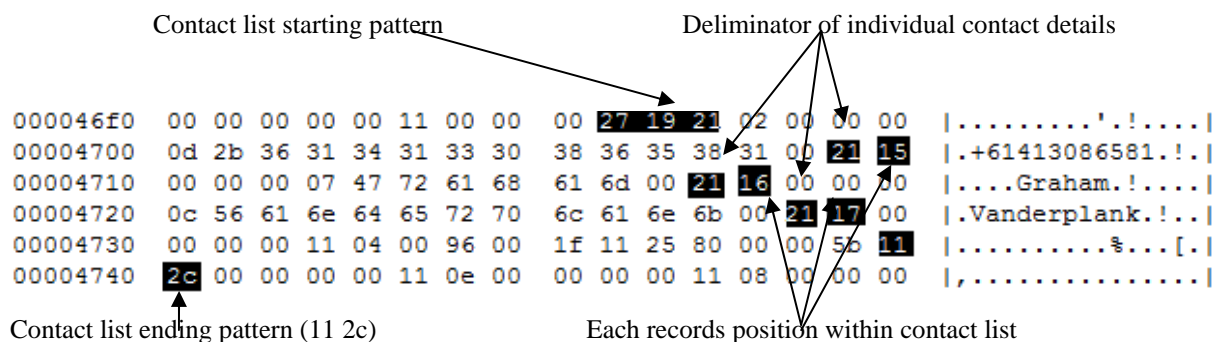 Contact list starting pattern Deliminator of individual contact details
000046f0 00 00 00 00 00 11 00 00 00 27 19 21 02 00 00 00 |.........'.!....|
00004700 0d 2b 36 31 34 31 33 30 38 36 35 38 31 00 21 15 |.+61413086581.!.|
00004710 00 00 00 07 47 72 61 68 61 6d 00 21 16 00 00 00 |....Graham.!....|
00004720 0c 56 61 6e 64 65 72 70 6c 61 6e 6b 00 21 17 00 |.Vanderplank.!..|
00004730 00 00 00 11 04 00 96 00 1f 11 25 80 00 00 5b 11 |..........%...[.|
00004740 2c 00 00 00 00 11 0e 00 00 00 00 11 08 00 00 00 |,...............|
Contact list ending pattern (11 2c) Each records position within contact list